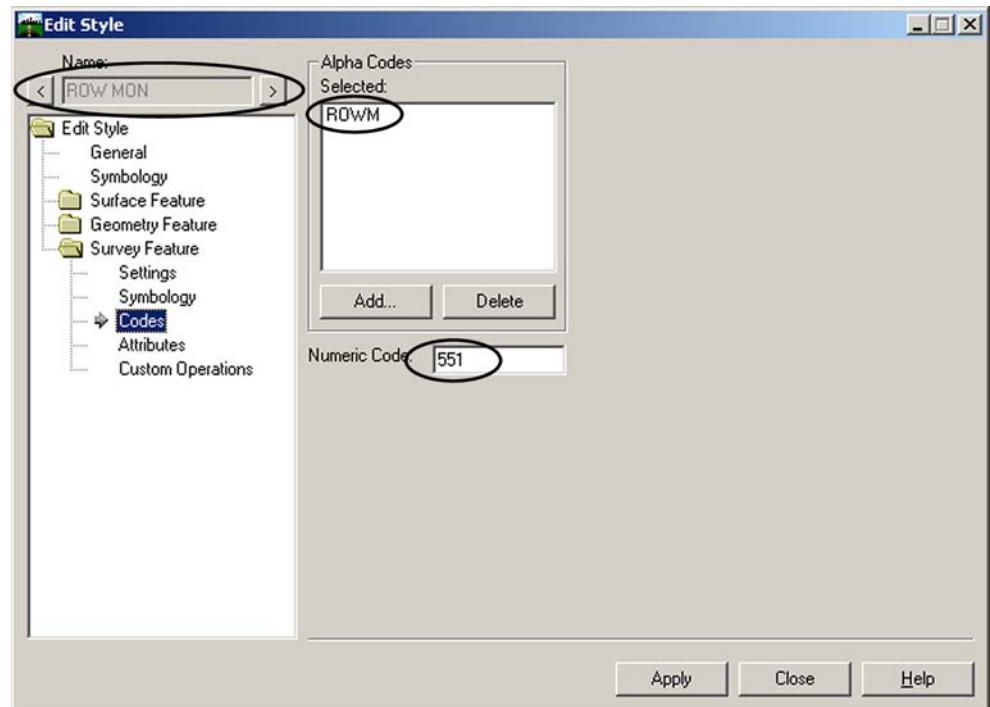 Edit Style
Name:
< ROW MON >
Edit Style
General
Symbology
Surface Feature
Geometry Feature
Survey Feature
Settings
Symbology
Codes
Attributes
Custom Operations
Alpha Codes
Selected:
ROWM
Add... Delete
Numeric Code: 551
Apply Close Help